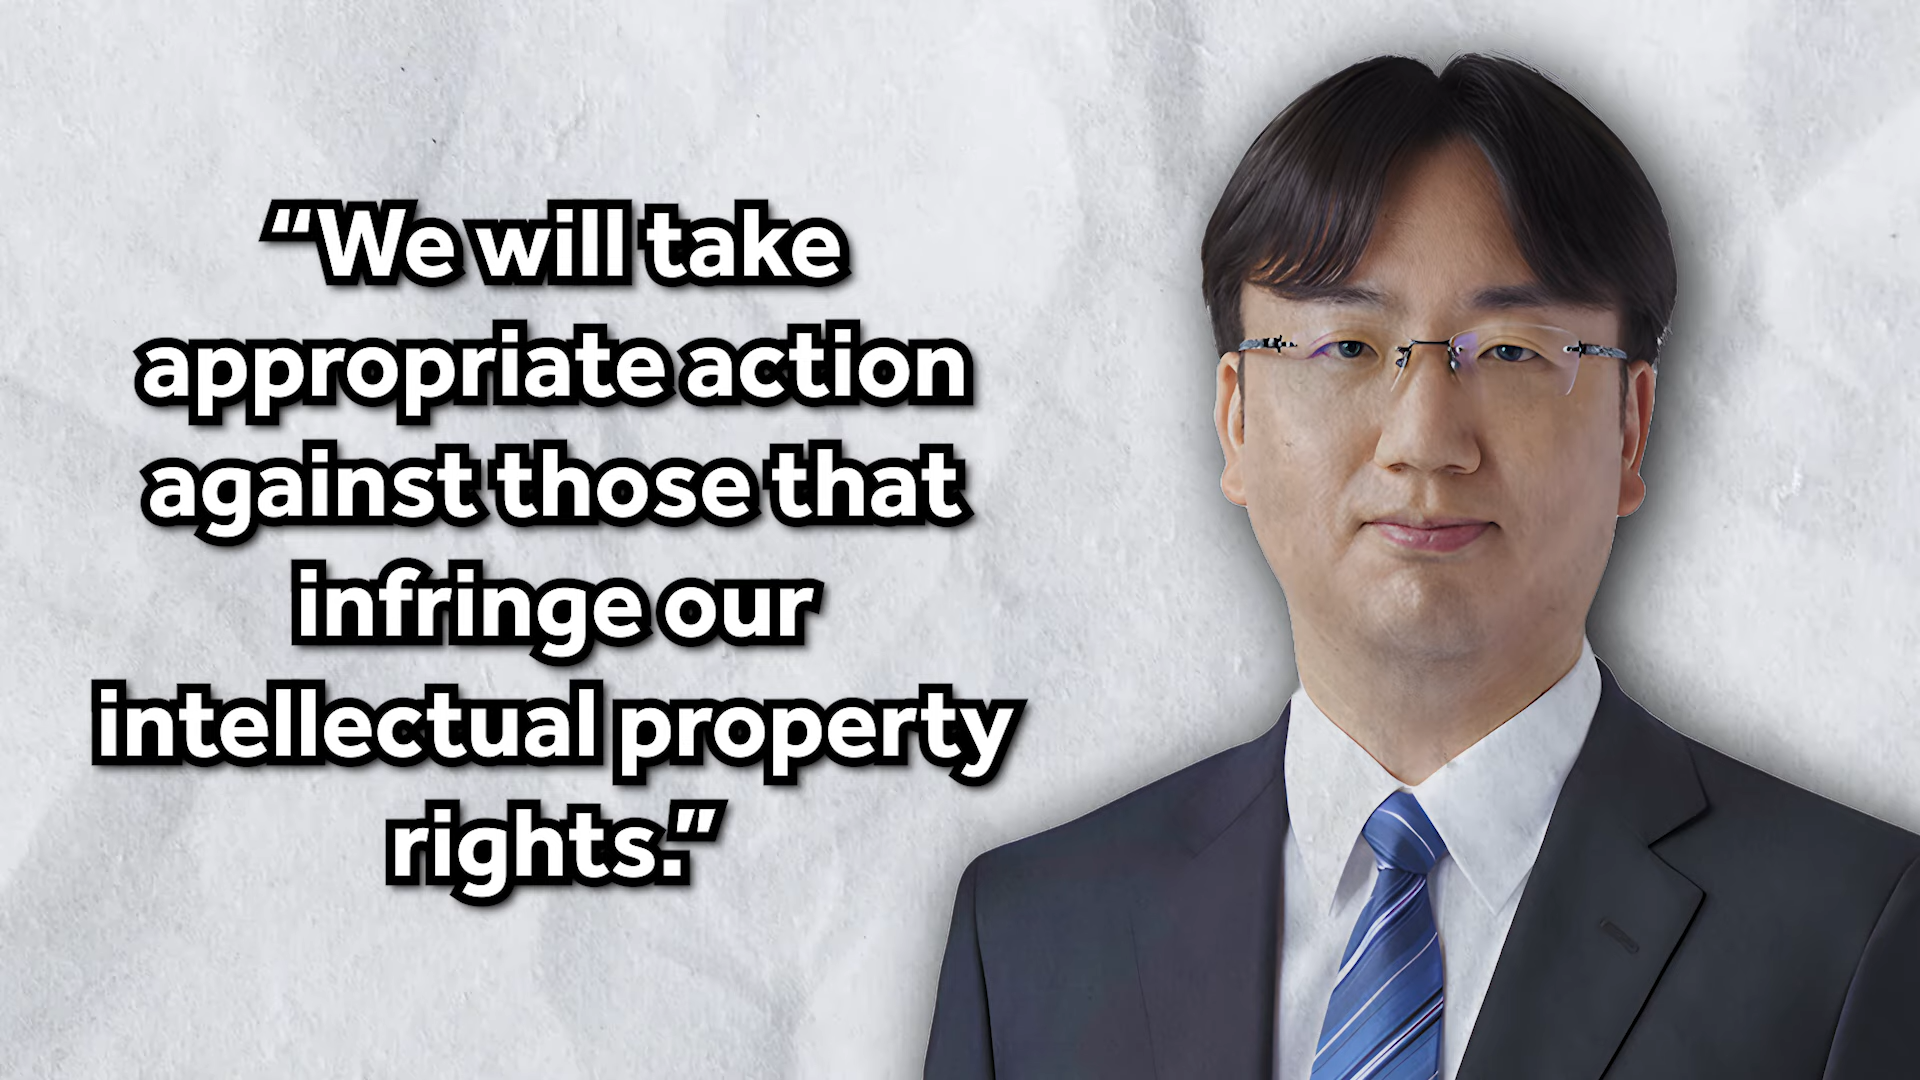 “We will take
appropriate action
against those that
infringe our
intellectual property
rights.”